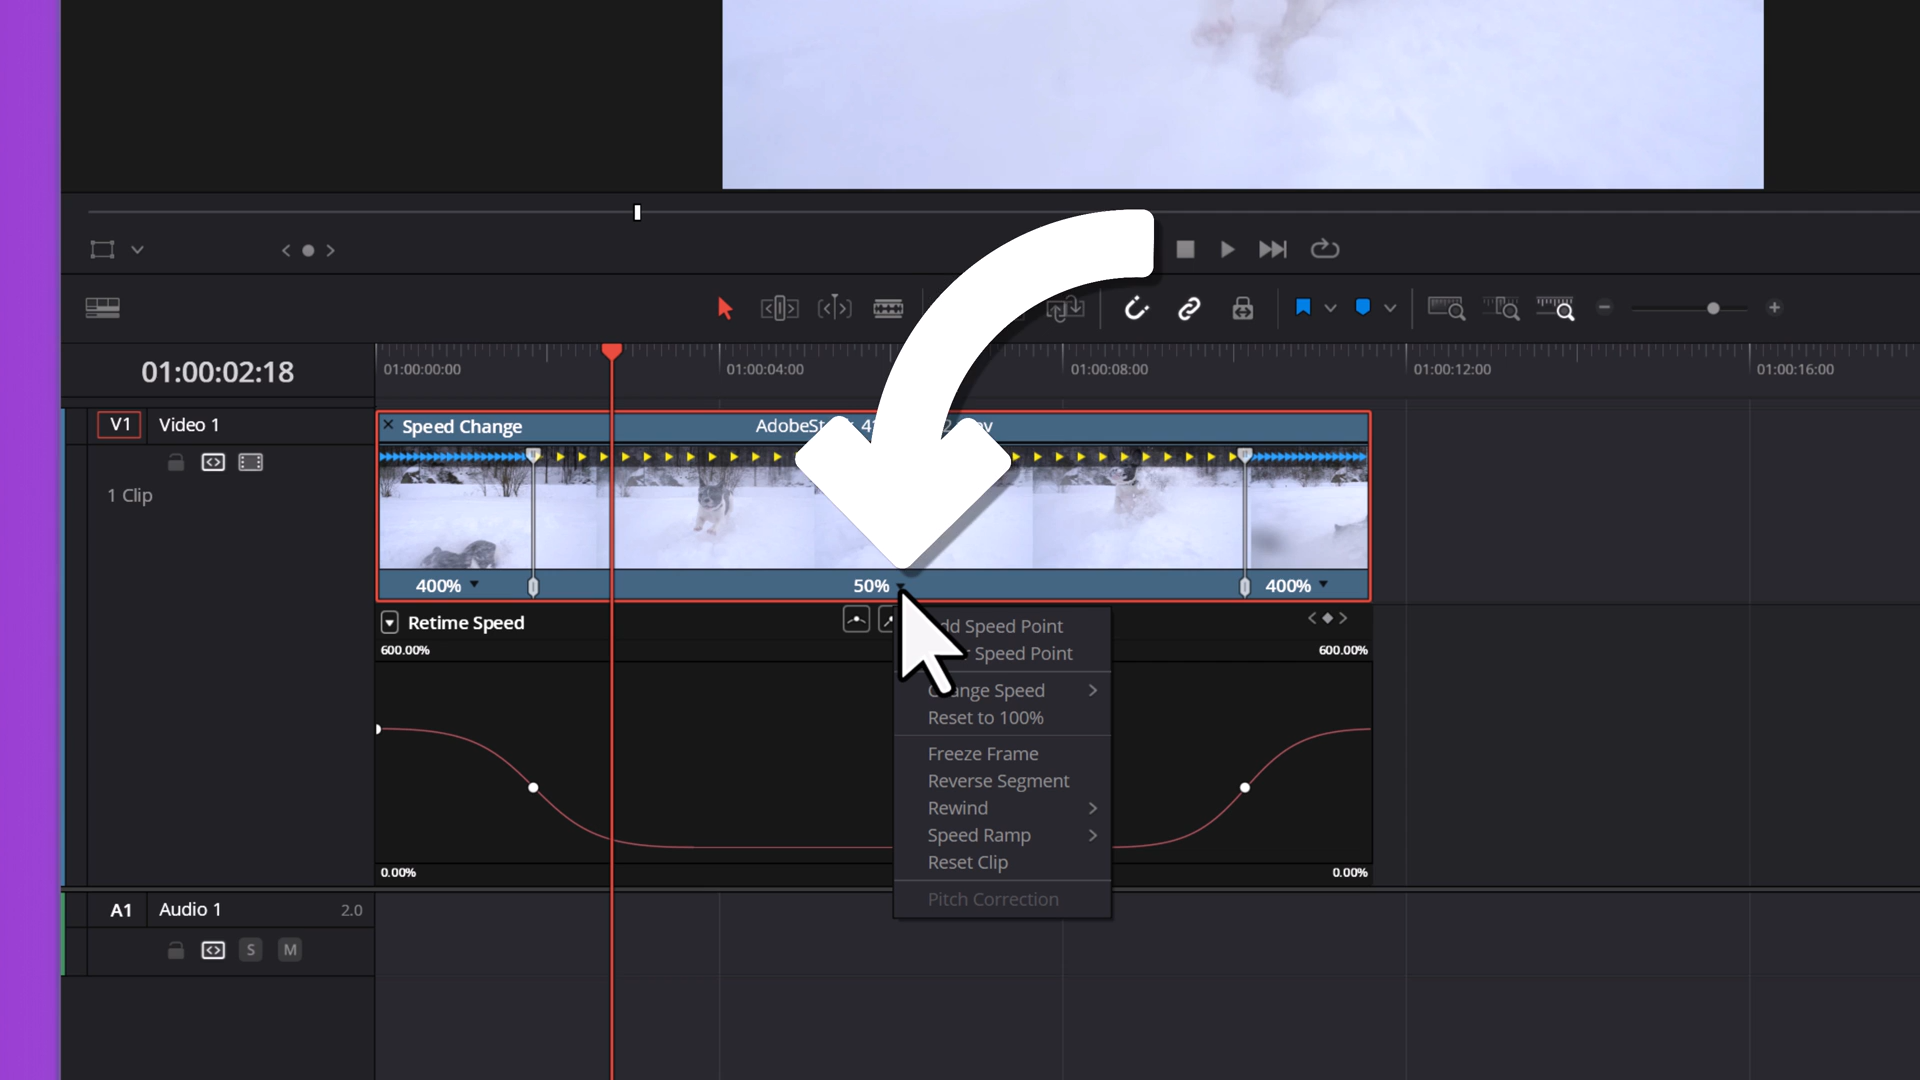 01:00:02:18
01:00:00:00
01:00:04:00
01:00:08:00
01:00:12:00
01:00:16:00
V1
Video 1
1 Clip
Speed Change
400%
50%
400%
Retime Speed
600.00%
600.00%
0.00%
0.00%
Speed Point
Speed Point
Speed
Reset to 100%
Freeze Frame
Reverse Segment
Rewind
Speed Ramp
Reset Clip
Pitch Correction
A1
Audio 1
2.0
S
M